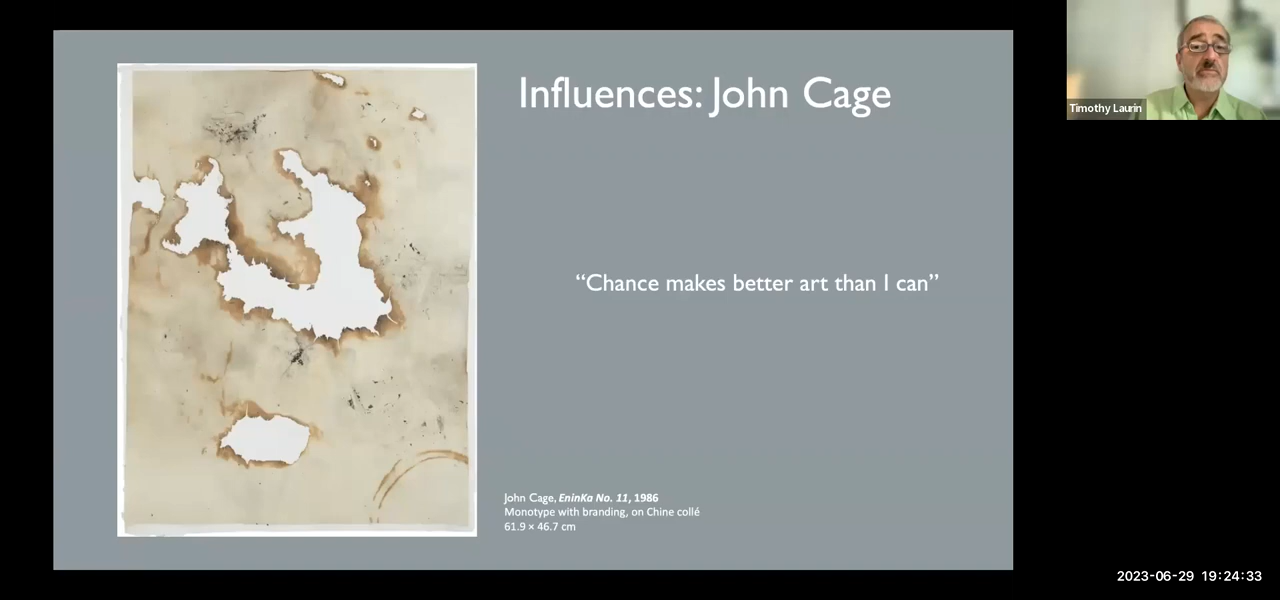 Influences: John Cage
Timothy Laurin
“Chance makes better art than I can”
John Cage, EninKa No. 11, 1986
Monotype with branding, on Chine collé
61.9 × 46.7 cm
2023-06-29 19:24:33